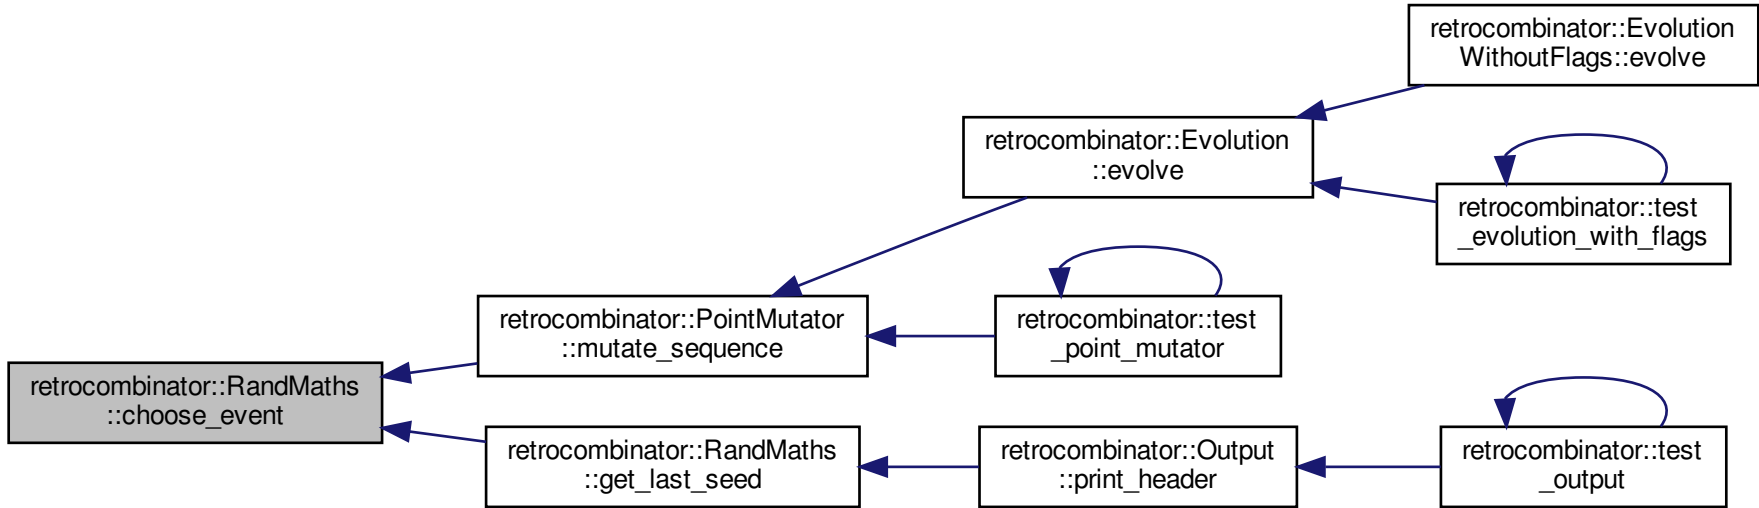 retrocombinator::Evolution
WithoutFlags::evolve
retrocombinator::Evolution
::evolve
retrocombinator::test
_evolution_with_flags
retrocombinator::PointMutator
::mutate_sequence
retrocombinator::test
_point_mutator
retrocombinator::RandMaths
::choose_event
retrocombinator::RandMaths
::get_last_seed
retrocombinator::Output
::print_header
retrocombinator::test
_output